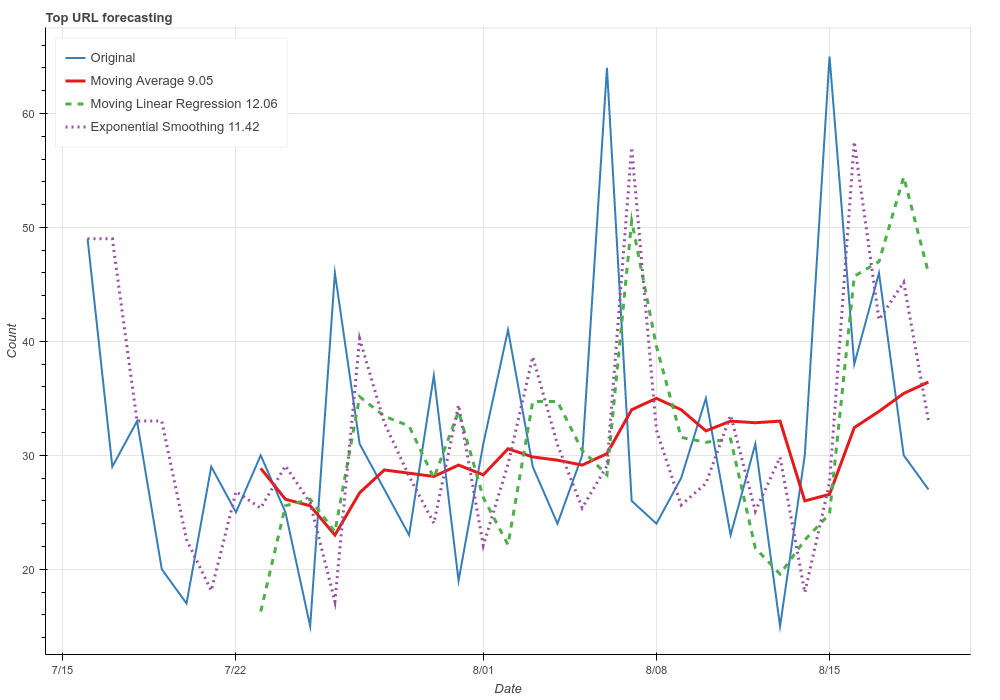 Top URL forecasting
Original
Moving Average 9.05
Moving Linear Regression 12.06
Exponential Smoothing 11.42
60
50
40
30
20
Count
7/15 7/22 8/01 8/08 8/15
Date